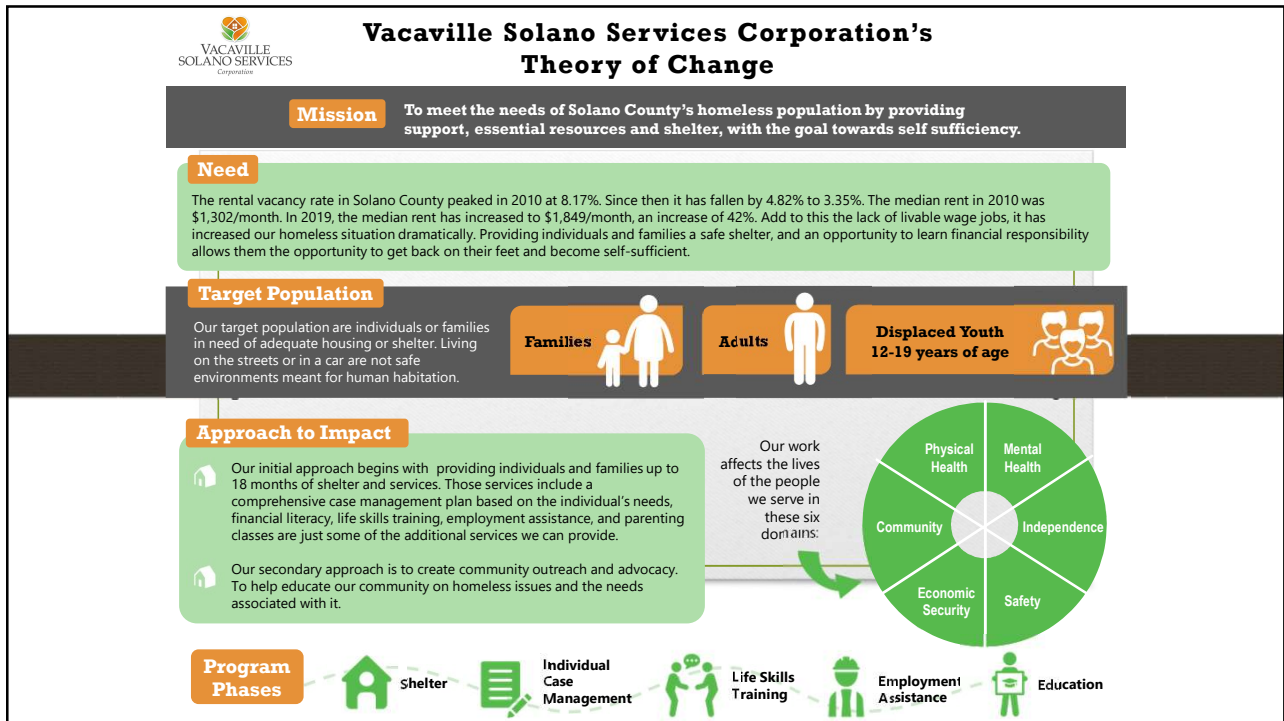 VACAVILLE
SOLANO SERVICES
Corporation
Vacaville Solano Services Corporation's
Theory of Change
Mission
To meet the needs of Solano County's homeless population by providing
support, essential resources and shelter, with the goal towards self sufficiency.
Need
The rental vacancy rate in Solano County peaked in 2010 at 8.17%. Since then it has fallen by 4.82% to 3.35%. The median rent in 2010 was
$1,302/month. In 2019, the median rent has increased to $1,849/month, an increase of 42%. Add to this the lack of livable wage jobs, it has
increased our homeless situation dramatically. Providing individuals and families a safe shelter, and an opportunity to learn financial responsibility
allows them the opportunity to get back on their feet and become self-sufficient.
Target Population
Our target population are individuals or families
in need of adequate housing or shelter. Living
on the streets or in a car are not safe
environments meant for human habitation.
Families
Adults
Displaced Youth
12-19 years of age
Approach to Impact
Our initial approach begins with providing individuals and families up to
18 months of shelter and services. Those services include a
comprehensive case management plan based on the individual's needs,
financial literacy, life skills training, employment assistance, and parenting
classes are just some of the additional services we can provide.
Our secondary approach is to create community outreach and advocacy.
To help educate our community on homeless issues and the needs
associated with it.
Our work
affects the lives
of the people
we serve in
these six
domains:
Physical
Health
Mental
Health
Community
Independence
Economic
Security
Safety
Program
Phases
Shelter
Individual
Case
Management
Life Skills
Training
Employment
Assistance
Education